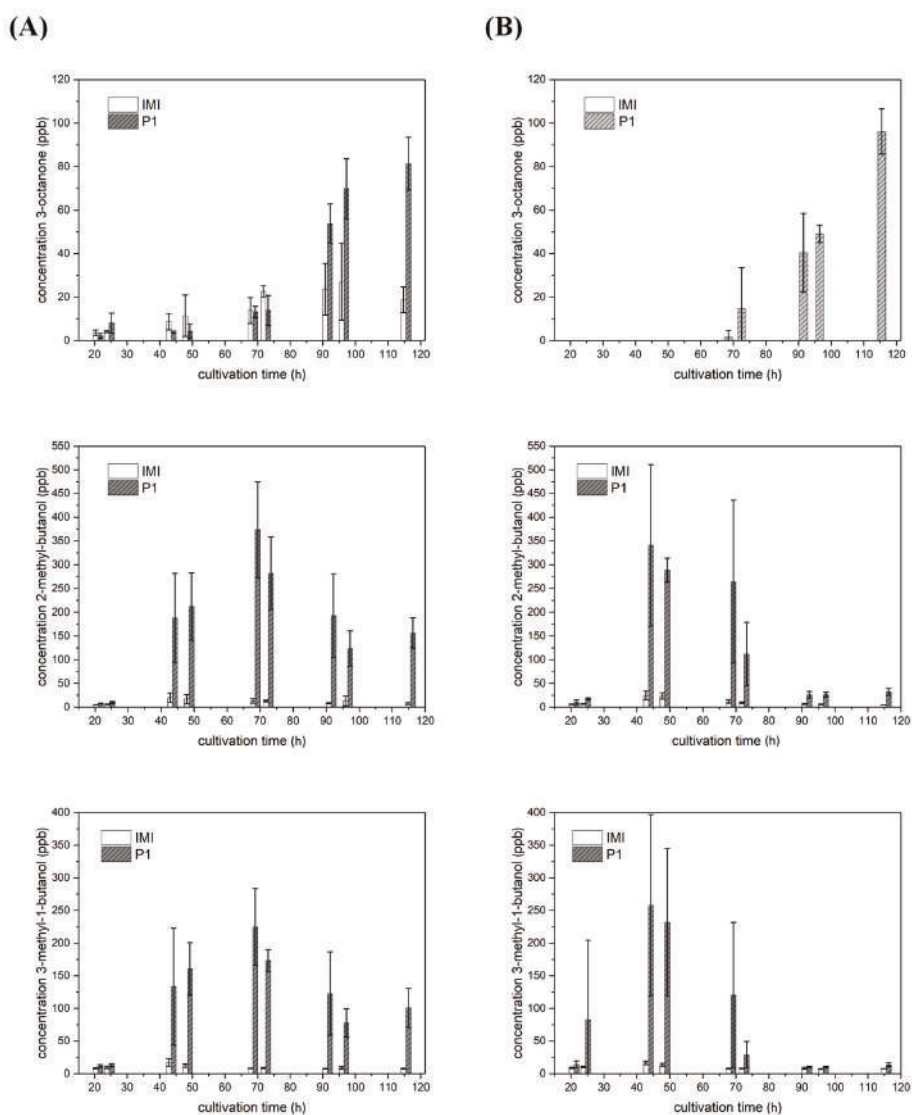 (A)
(B)
120
100
80
60
40
20
0
concentration 3-octanone (ppb)
IMI
P1
20 30 40 50 60 70 80 90 100 110 120
cultivation time (h)
120
100
80
60
40
20
0
concentration 3-octanone (ppb)
IMI
P1
20 30 40 50 60 70 80 90 100 110 120
cultivation time (h)
550
500
450
400
350
300
250
200
150
100
50
0
concentration 2-methyl-butanol (ppb)
IMI
P1
20 30 40 50 60 70 80 90 100 110 120
cultivation time (h)
550
500
450
400
350
300
250
200
150
100
50
0
concentration 2-methyl-butanol (ppb)
IMI
P1
20 30 40 50 60 70 80 90 100 110 120
cultivation time (h)
400
350
300
250
200
150
100
50
0
concentration 3-methyl-1-butanol (ppb)
IMI
P1
20 30 40 50 60 70 80 90 100 110 120
cultivation time (h)
400
350
300
250
200
150
100
50
0
concentration 3-methyl-1-butanol (ppb)
IMI
P1
20 30 40 50 60 70 80 90 100 110 120
cultivation time (h)